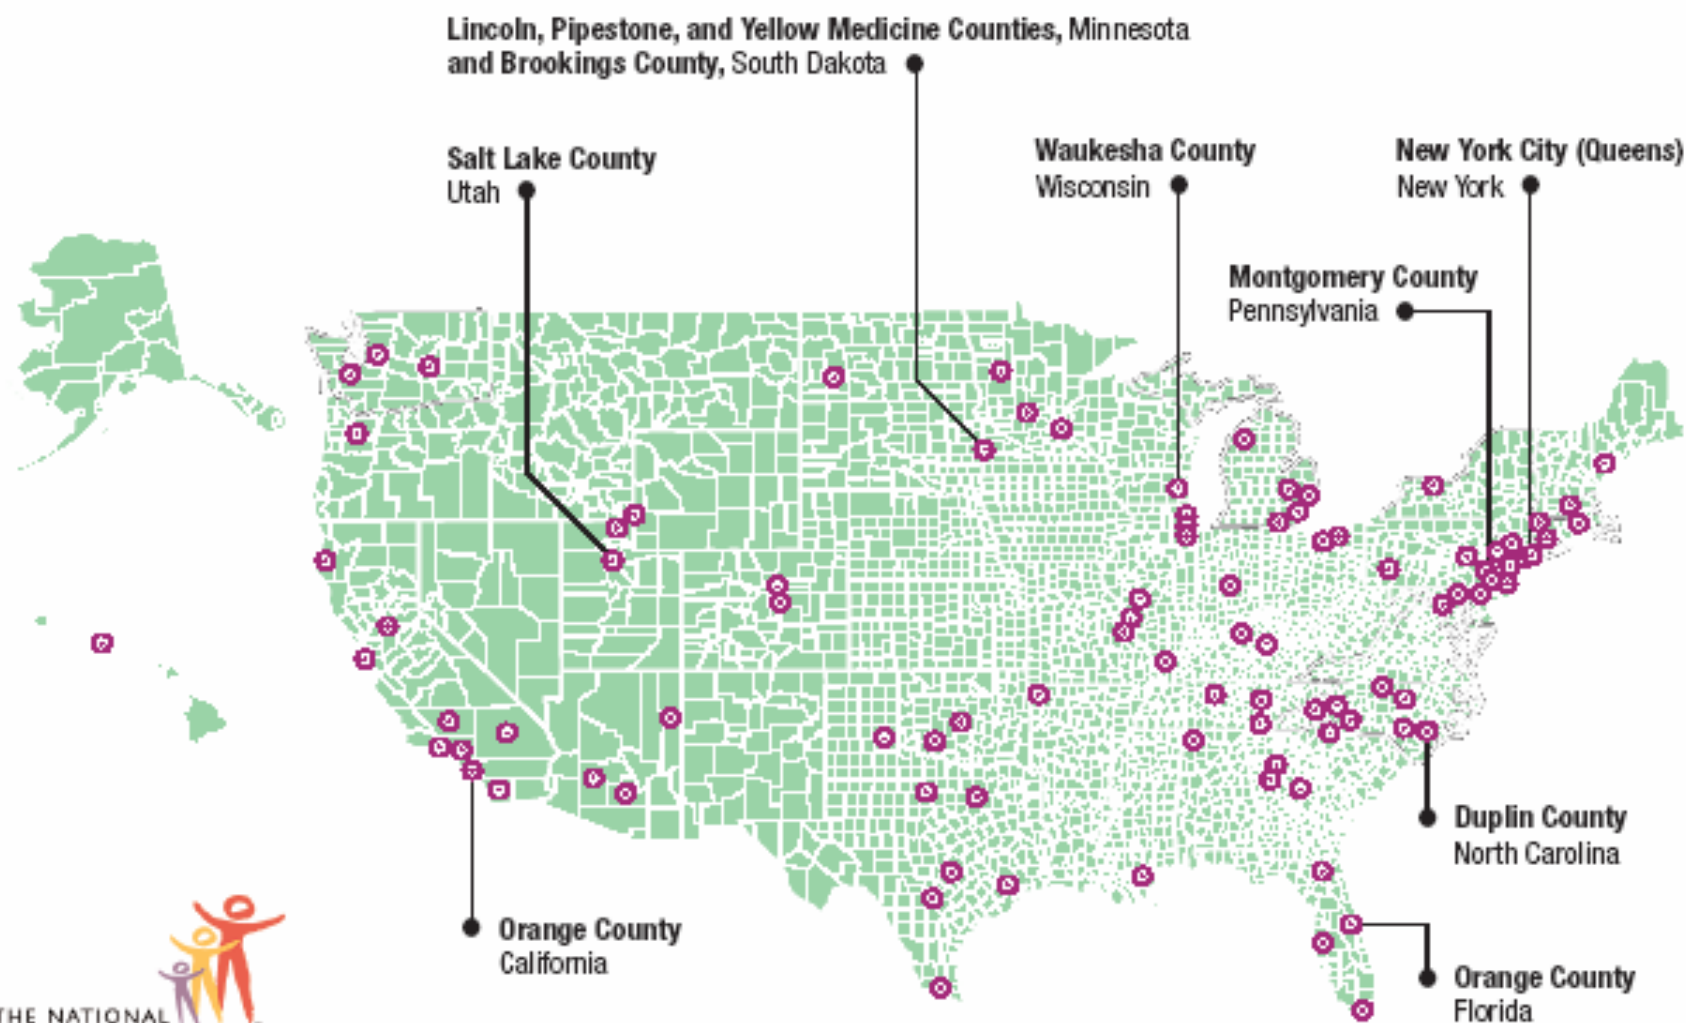 Lincoln, Pipestone, and Yellow Medicine Counties, Minnesota
and Brookings County, South Dakota
Salt Lake County
Utah
Waukesha County
Wisconsin
New York City (Queens)
New York
Montgomery County
Pennsylvania
Duplin County
North Carolina
Orange County
California
Orange County
Florida
THE NATIONAL